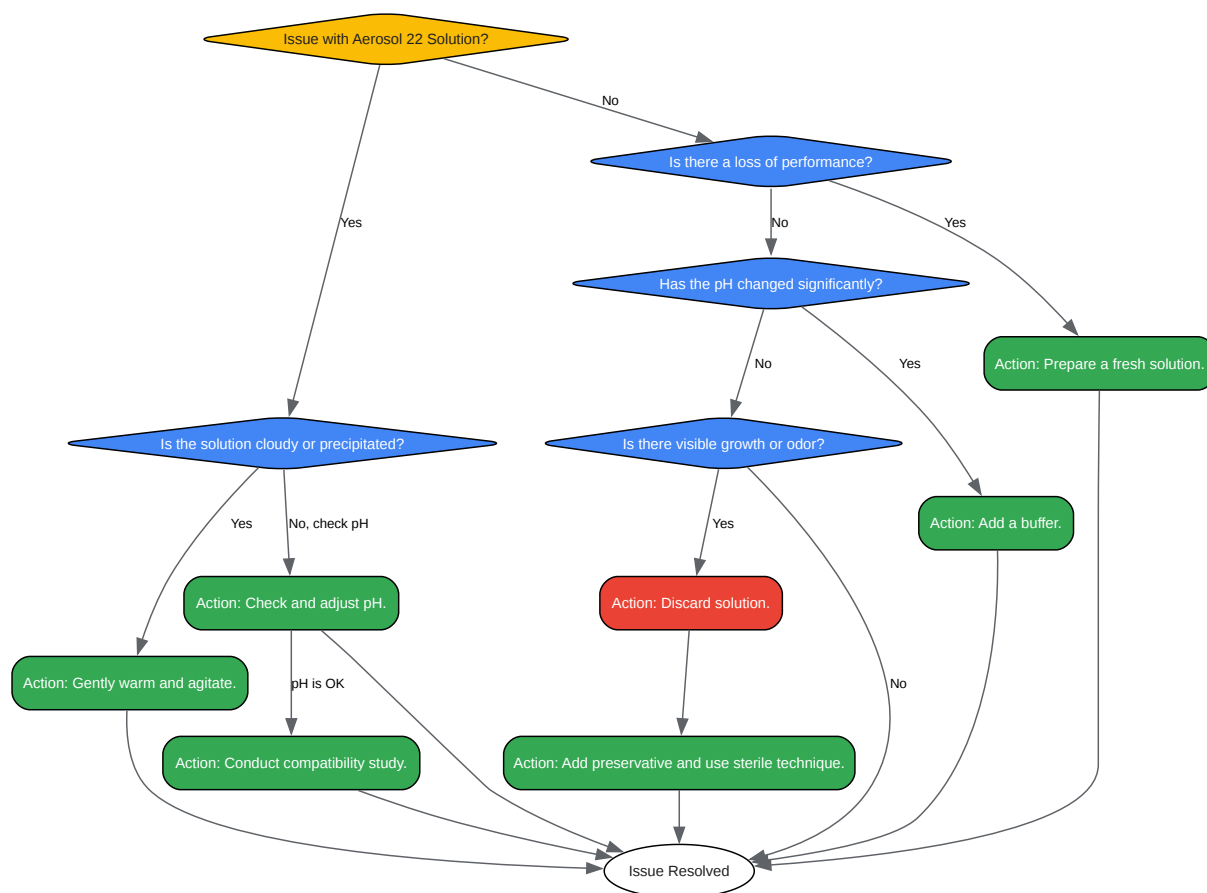 Issue with Aerosol 22 Solution?
No
Is there a loss of performance?
Yes
No
Yes
Has the pH changed significantly?
No
Yes
Action: Prepare a fresh solution.
Is the solution cloudy or precipitated?
Is there visible growth or odor?
Yes
No, check pH
Yes
Action: Add a buffer.
Action: Check and adjust pH.
Action: Discard solution.
Action: Gently warm and agitate.
pH is OK
No
Action: Conduct compatibility study.
Action: Add preservative and use sterile technique.
Issue Resolved